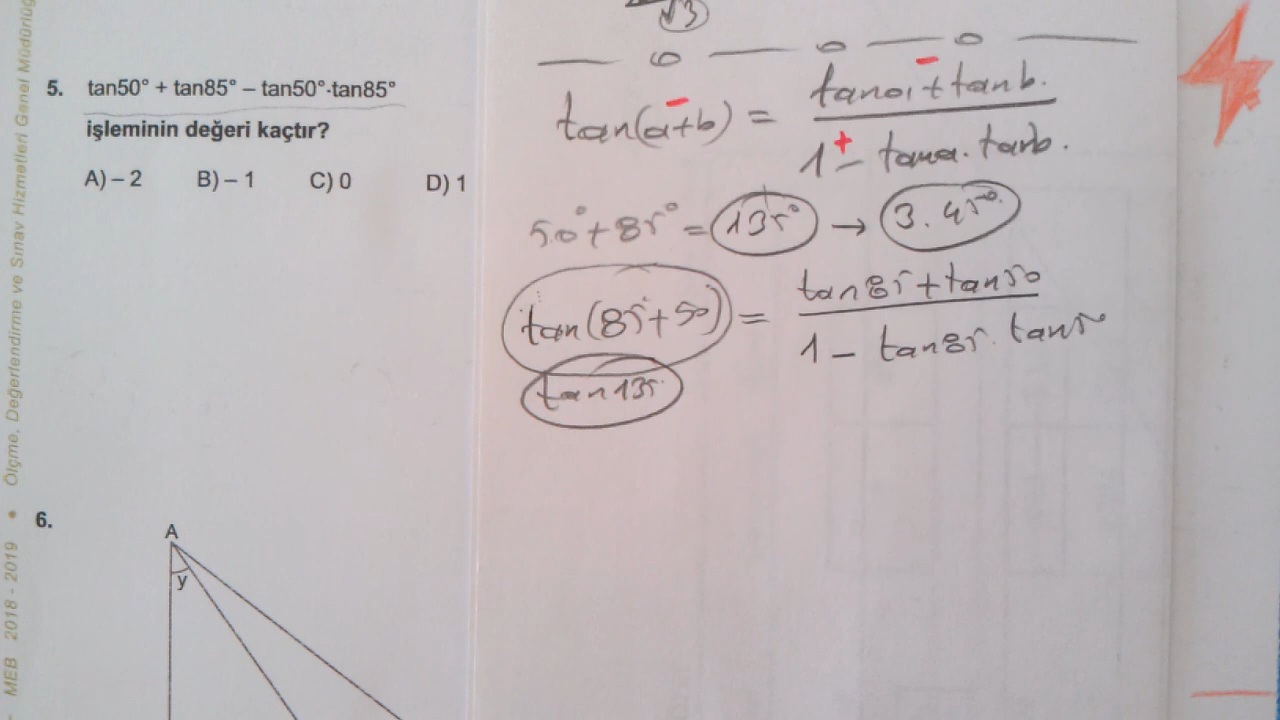 √3
5. tan50° + tan85° – tan50°·tan85°
işleminin değeri kaçtır?
A) – 2 B) – 1 C) 0 D) 1
6.
A
y
tan(a+b) = tana + tanb.
1 - tana. tanb.
-
-
+
50° + 85° = 135° → 3. 45°
tan(85+50) = tan85 + tan50
1 - tan85. tan50
tan135
MEB 2018 - 2019 • Ölçme, Değerlendirme ve Sınav Hizmetleri Genel Müdürlüğ